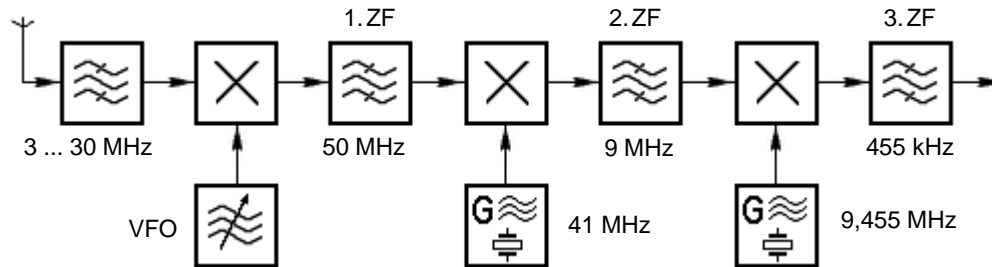 1. ZF
2. ZF
3. ZF
3 ... 30 MHz
50 MHz
9 MHz
455 kHz
VFO
G
41 MHz
G
9,455 MHz